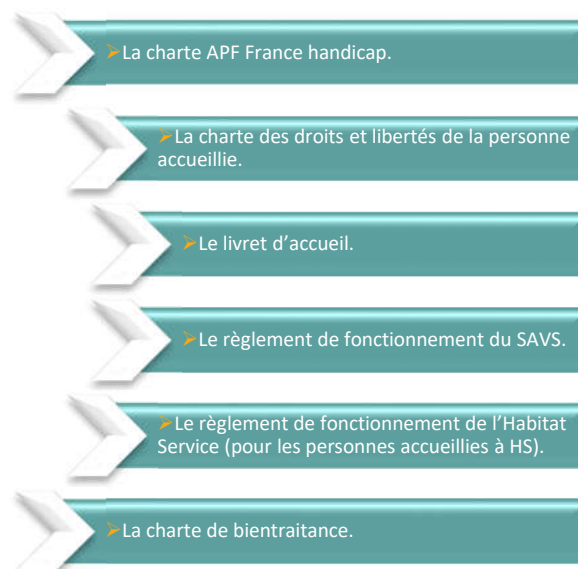 ➢La charte APF France handicap.
➢La charte des droits et libertés de la personne
accueillie.
➢Le livret d’accueil.
➢Le règlement de fonctionnement du SAVS.
➢Le règlement de fonctionnement de l’Habitat
Service (pour les personnes accueillies à HS).
➢La charte de bientraitance.